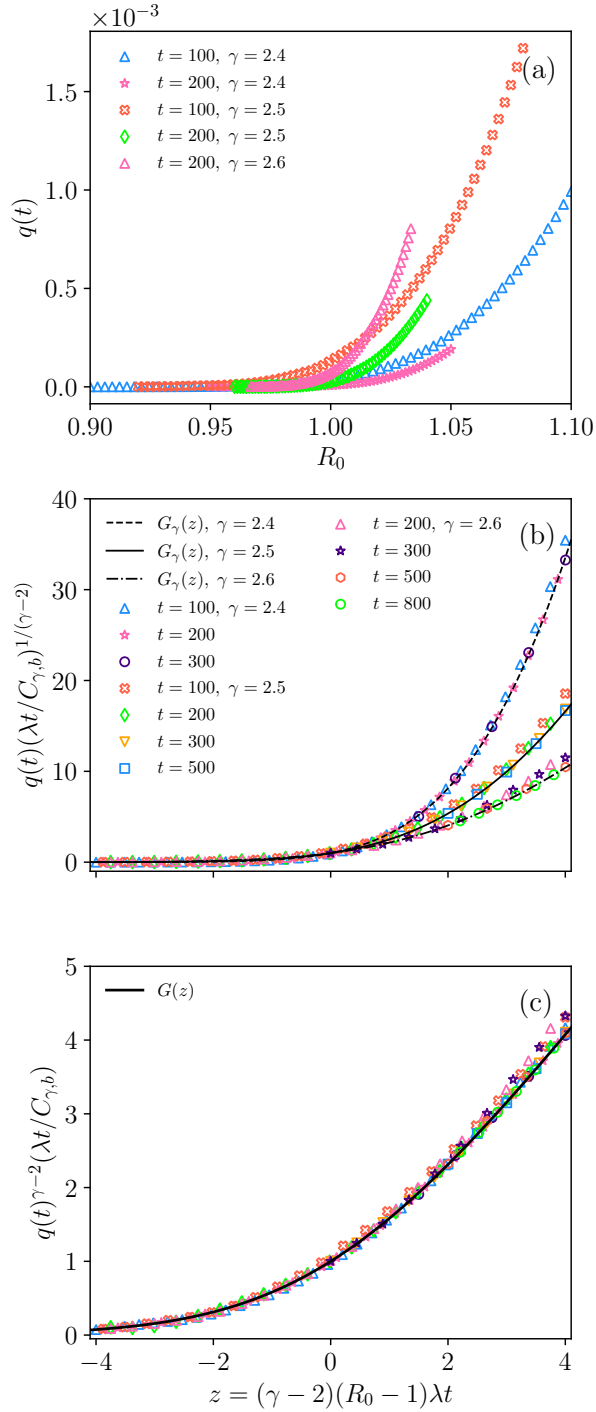 ×10⁻³
t = 100, γ = 2.4
t = 200, γ = 2.4
t = 100, γ = 2.5
t = 200, γ = 2.5
t = 200, γ = 2.6
(a)
1.5
1.0
0.5
0.0
q(t)
0.90 0.95 1.00 1.05 1.10
R₀
40
30
20
10
0
q(t)(λt/C_{γ,b})^{1/(γ−2)}
G_γ(z), γ = 2.4
G_γ(z), γ = 2.5
G_γ(z), γ = 2.6
t = 100, γ = 2.4
t = 200
t = 300
t = 100, γ = 2.5
t = 200
t = 300
t = 500
t = 200, γ = 2.6
t = 300
t = 500
t = 800
(b)
5
4
3
2
1
0
q(t)^{γ−2}(λt/C_{γ,b})
G(z)
(c)
−4 −2 0 2 4
z = (γ − 2)(R₀ − 1)λt